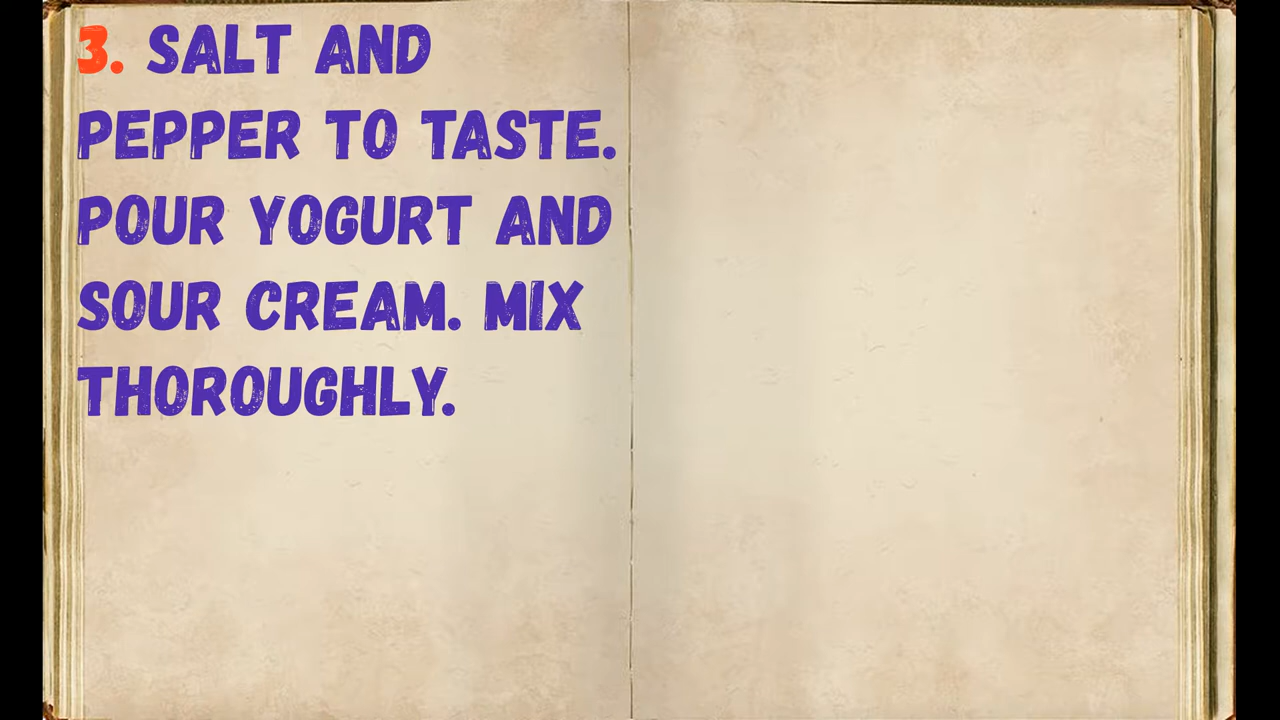 3. SALT AND
PEPPER TO TASTE.
POUR YOGURT AND
SOUR CREAM. MIX
THOROUGHLY.